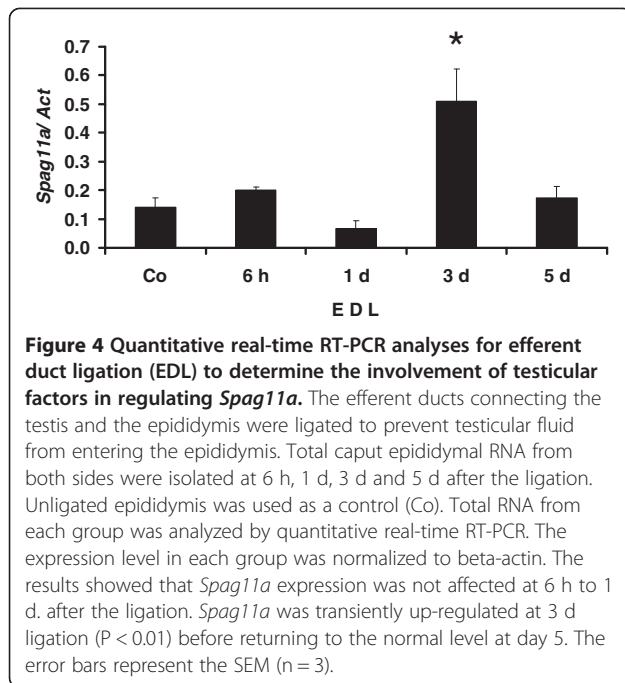 *
0.7
0.6
0.5
0.4
0.3
0.2
0.1
0.0
Spag11a/ Act
Co 6 h 1 d 3 d 5 d
E D L
Figure 4 Quantitative real-time RT-PCR analyses for efferent
duct ligation (EDL) to determine the involvement of testicular
factors in regulating Spag11a. The efferent ducts connecting the
testis and the epididymis were ligated to prevent testicular fluid
from entering the epididymis. Total caput epididymal RNA from
both sides were isolated at 6 h, 1 d, 3 d and 5 d after the ligation.
Unligated epididymis was used as a control (Co). Total RNA from
each group was analyzed by quantitative real-time RT-PCR. The
expression level in each group was normalized to beta-actin. The
results showed that Spag11a expression was not affected at 6 h to 1
d. after the ligation. Spag11a was transiently up-regulated at 3 d
ligation (P < 0.01) before returning to the normal level at day 5. The
error bars represent the SEM (n = 3).